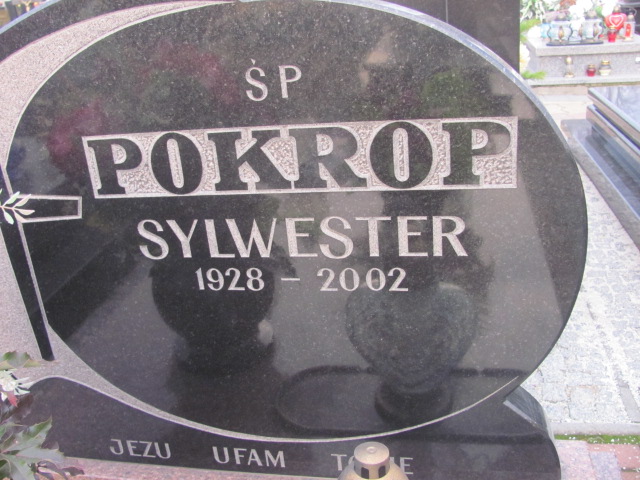 ŚP
POKROP
SYLWESTER
1928 – 2002
JEZU UFAM